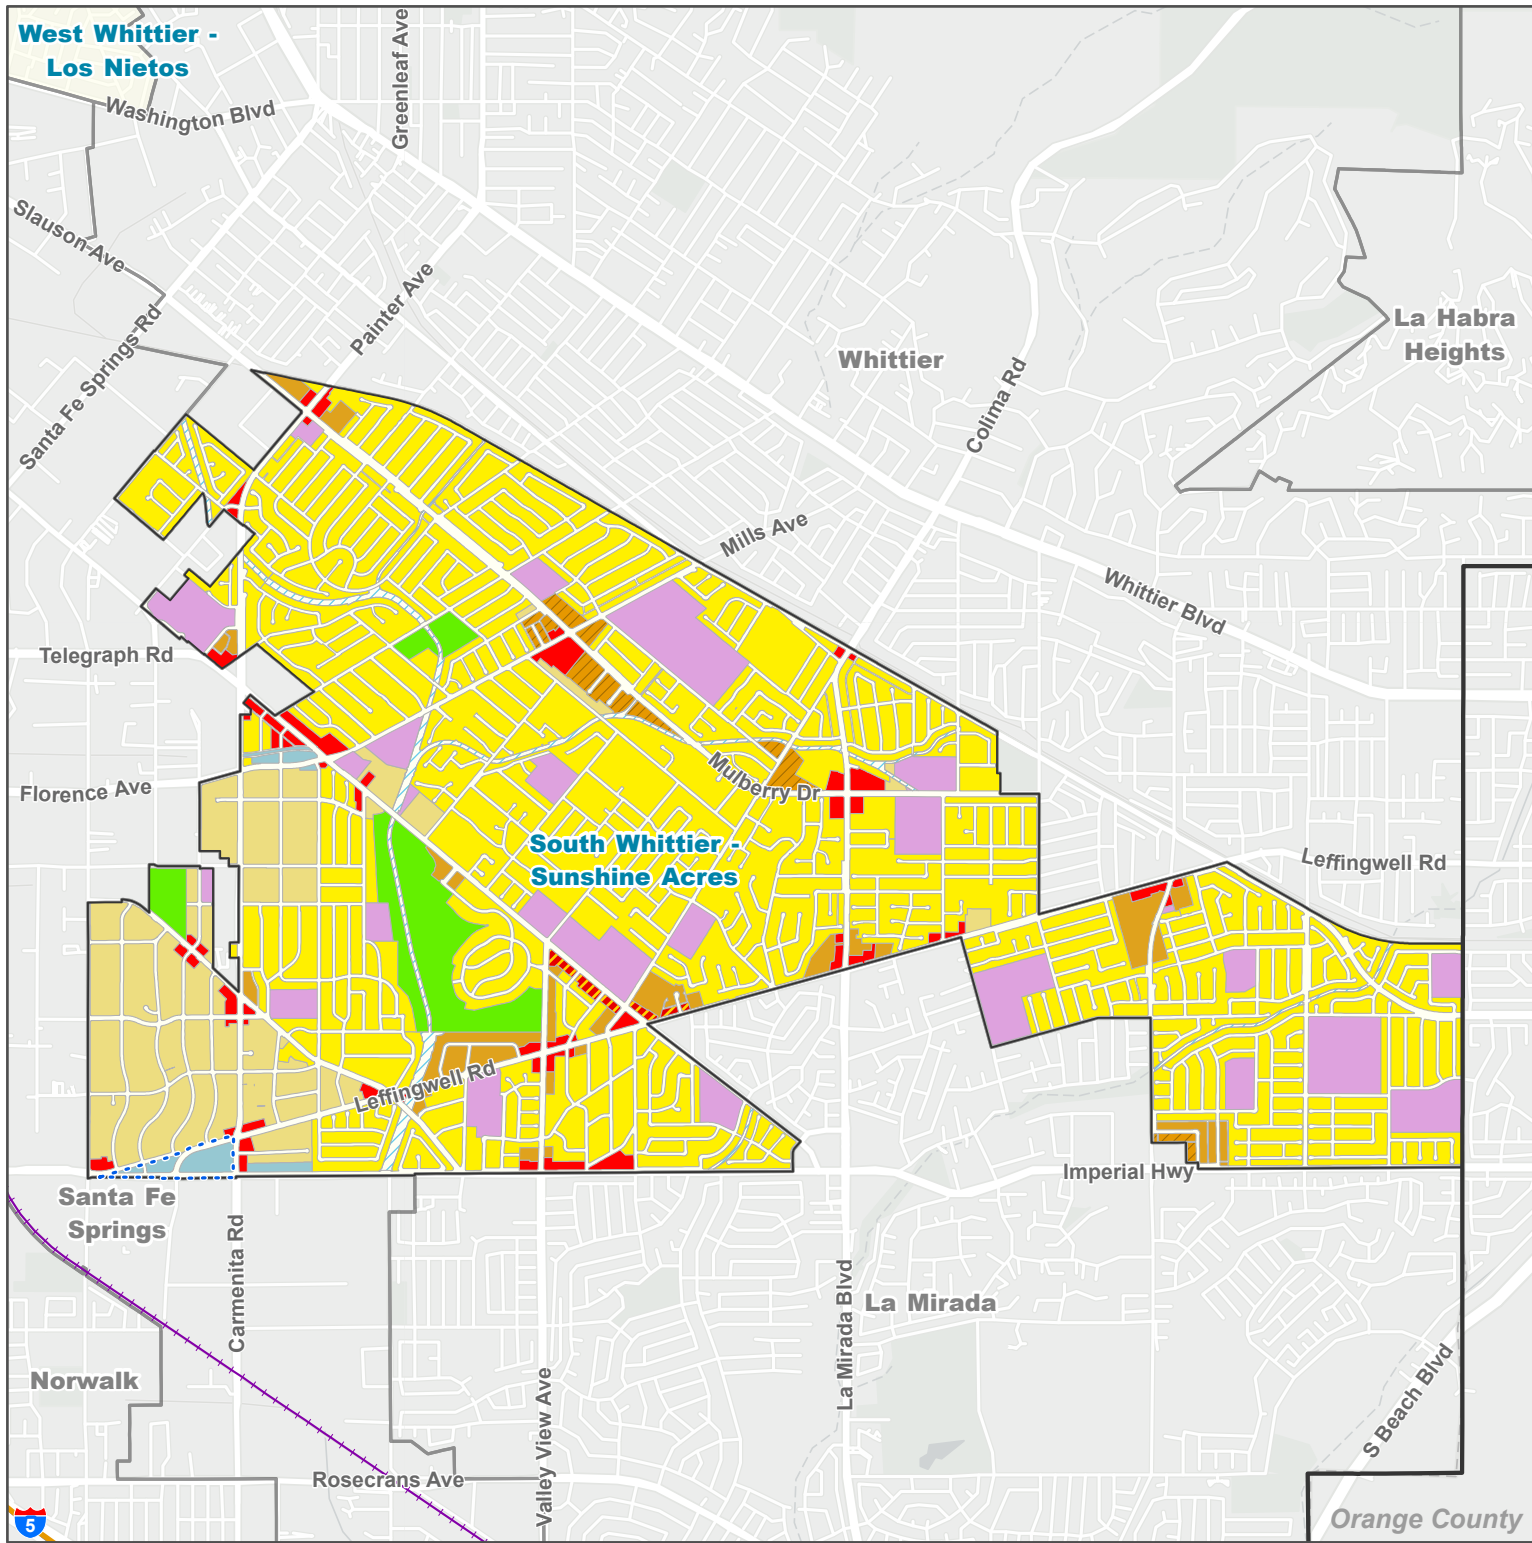 West Whittier -
Los Nietos
Greenleaf Ave
Washington Blvd
Slauson Ave
Painter Ave
Santa Fe Springs Rd
Whittier
La Habra
Heights
Colima Rd
Mills Ave
Whittier Blvd
Telegraph Rd
Florence Ave
Mulberry Dr
South Whittier -
Sunshine Acres
Leffingwell Rd
Leffingwell Rd
Imperial Hwy
Santa Fe
Springs
Carmenita Rd
La Mirada Blvd
La Mirada
Norwalk
Valley View Ave
S Beach Blvd
Rosecrans Ave
5
Orange County